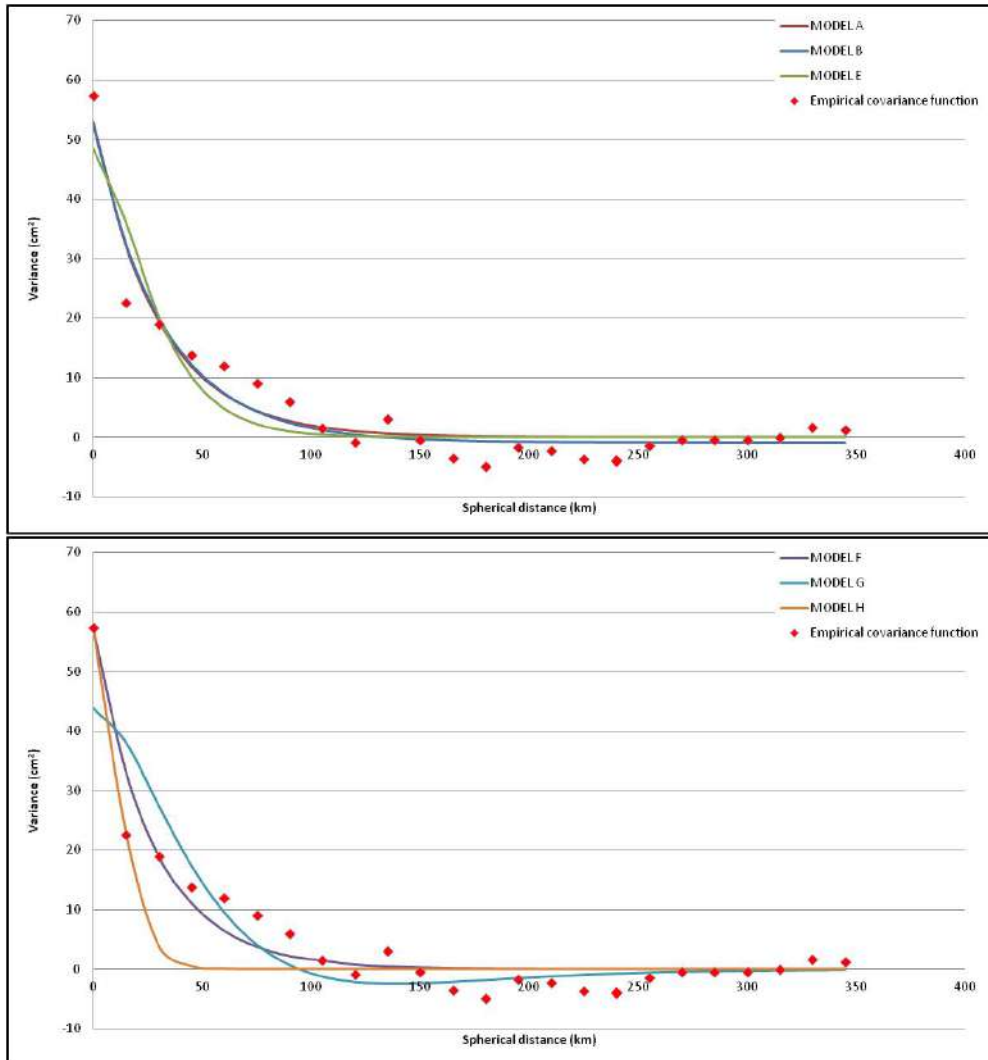 70
60
50
40
30
20
10
0
-10
Variance (cm²)
0 50 100 150 200 250 300 350 400
Spherical distance (km)
MODEL A
MODEL B
MODEL E
Empirical covariance function
70
60
50
40
30
20
10
0
-10
Variance (cm²)
0 50 100 150 200 250 300 350 400
Spherical distance (km)
MODEL F
MODEL G
MODEL H
Empirical covariance function